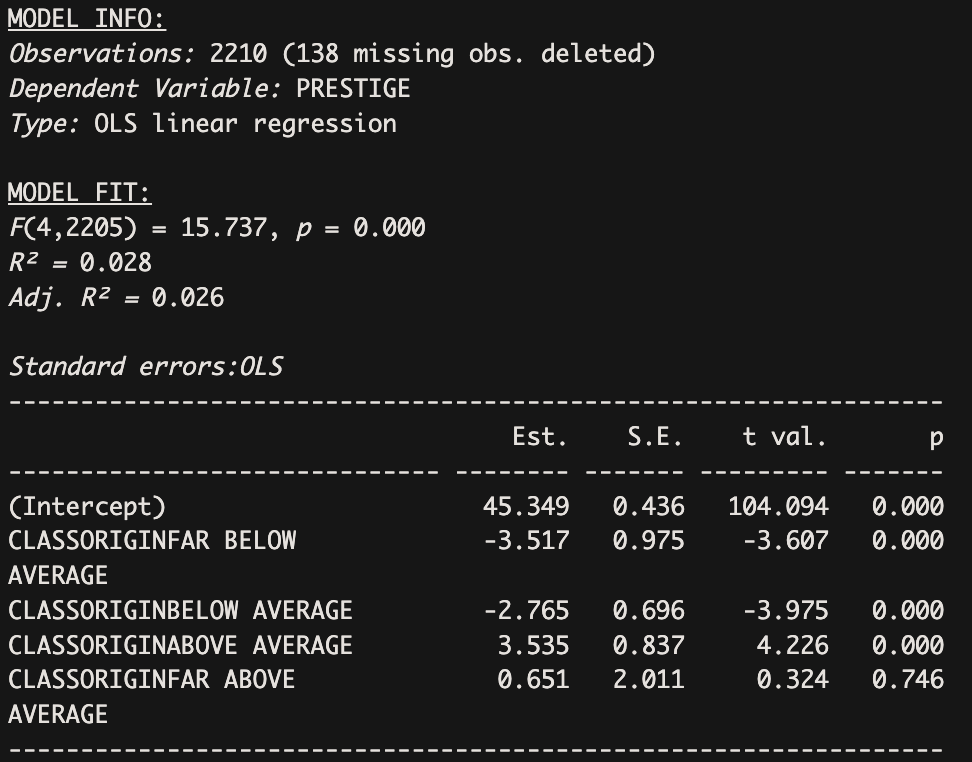 MODEL INFO:
Observations: 2210 (138 missing obs. deleted)
Dependent Variable: PRESTIGE
Type: OLS linear regression
MODEL FIT:
F(4,2205) = 15.737, p = 0.000
R² = 0.028
Adj. R² = 0.026
Standard errors:OLS
-----------------------------------------------------------------
Est. S.E. t val. p
------------------------------ -------- ------- --------- -------
(Intercept) 45.349 0.436 104.094 0.000
CLASSORIGINFAR BELOW -3.517 0.975 -3.607 0.000
AVERAGE
CLASSORIGINBELOW AVERAGE -2.765 0.696 -3.975 0.000
CLASSORIGINABOVE AVERAGE 3.535 0.837 4.226 0.000
CLASSORIGINFAR ABOVE 0.651 2.011 0.324 0.746
AVERAGE
-----------------------------------------------------------------